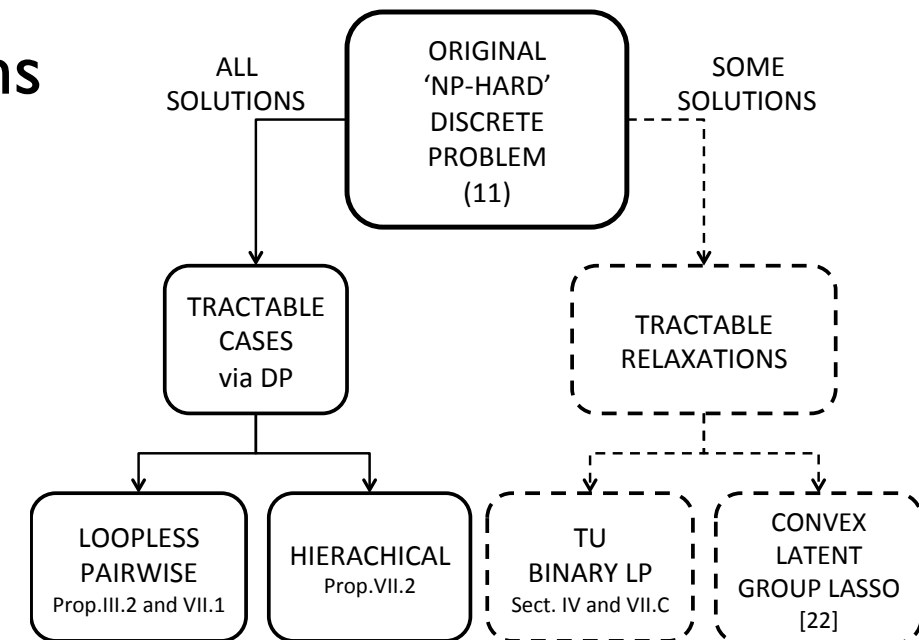 ns
ALL
SOLUTIONS
ORIGINAL
‘NP-HARD’
DISCRETE
PROBLEM
(11)
SOME
SOLUTIONS
TRACTABLE
CASES
via DP
TRACTABLE
RELAXATIONS
LOOPLESS
PAIRWISE
Prop.III.2 and VII.1
HIERACHICAL
Prop.VII.2
TU
BINARY LP
Sect. IV and VII.C
CONVEX
LATENT
GROUP LASSO
[22]